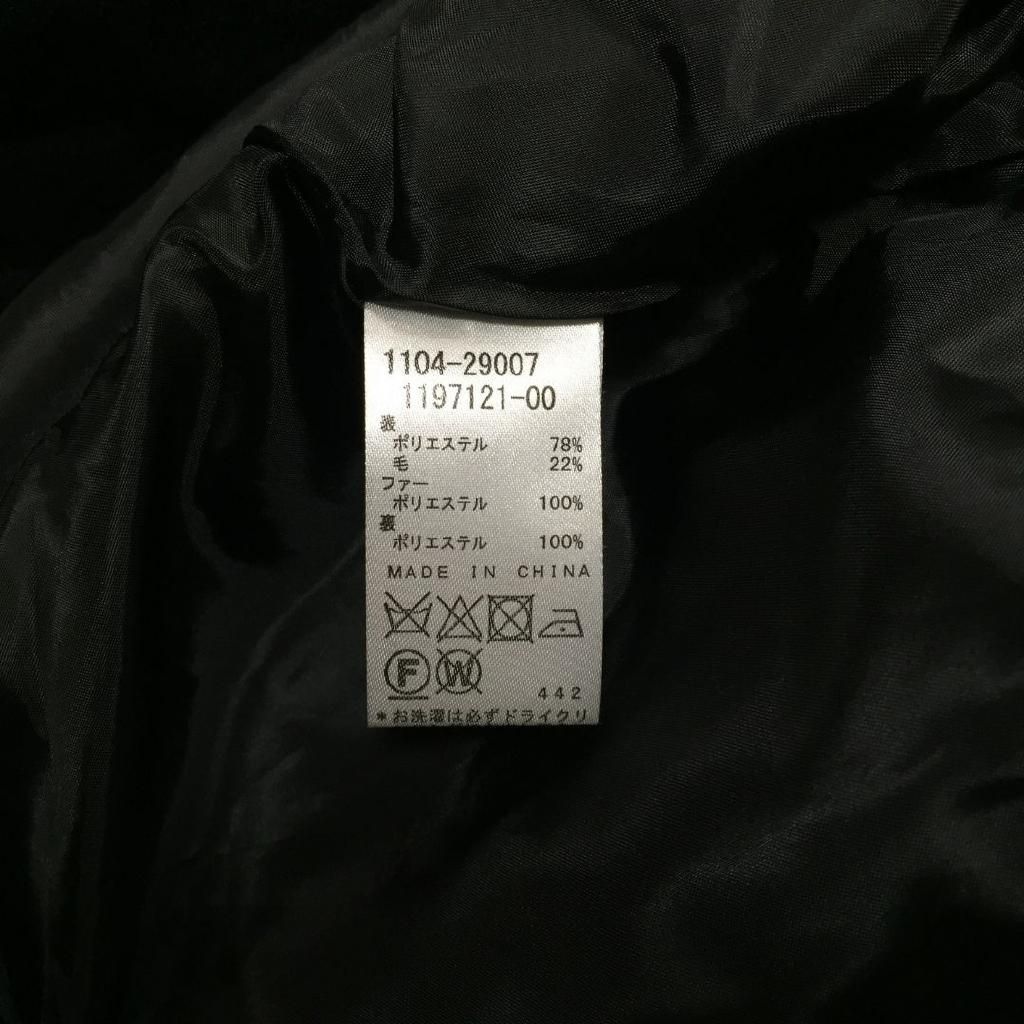 1104-29007
1197121-00
表
ポリエステル 78%
毛 22%
ファー
ポリエステル 100%
裏
ポリエステル 100%
MADE IN CHINA
F W
442
*お洗濯は必ずドライクリ